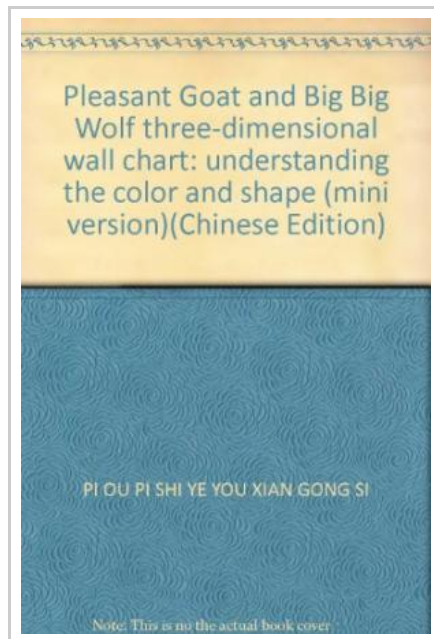 Pleasant Goat and Big Big
Wolf three-dimensional
wall chart: understanding
the color and shape (mini
version)(Chinese Edition)
PI OU PI SHI YE YOU XIAN GONG SI
Note: This is no the actual book cover